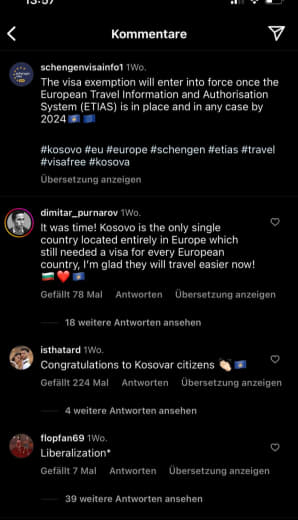 13:57
Kommentare
schengenvisainfo1 1Wo.
The visa exemption will enter into force once the
European Travel Information and Authorisation
System (ETIAS) is in place and in any case by
2024🇽🇰🇪🇺
#kosovo #eu #europe #schengen #etias #travel
#visafree #kosova
Übersetzung anzeigen
dimitar_purnarov 1Wo.
It was time! Kosovo is the only single
country located entirely in Europe which
still needed a visa for every European
country, I'm glad they will travel easier now!
🇧🇬❤️🇽🇰
Gefällt 78 Mal Antworten Übersetzung anzeigen
18 weitere Antworten ansehen
isthatard 1Wo.
Congratulations to Kosovar citizens 👏🏻🇽🇰
Gefällt 224 Mal Antworten Übersetzung anzeigen
4 weitere Antworten ansehen
fiopfan69 1Wo.
Liberalization*
Gefällt 7 Mal Antworten Übersetzung anzeigen
39 weitere Antworten ansehen